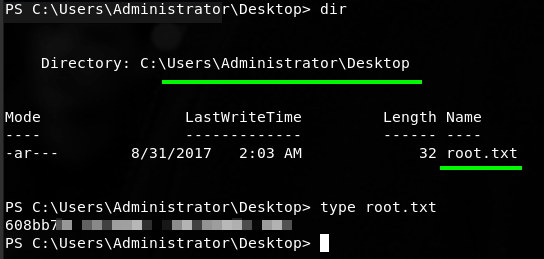 PS C:\Users\Administrator\Desktop> dir
Directory: C:\Users\Administrator\Desktop
Mode LastWriteTime Length Name
---- ------------- ------ ----
-ar--- 8/31/2017 2:03 AM 32 root.txt
PS C:\Users\Administrator\Desktop> type root.txt
608bb7
PS C:\Users\Administrator\Desktop>